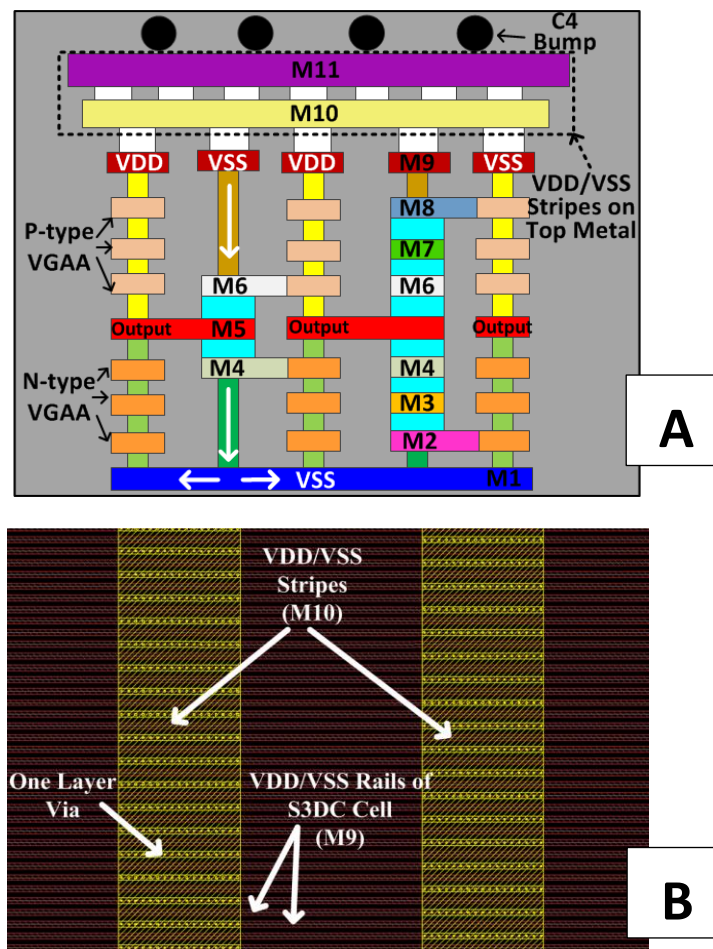 C4
Bump
M11
M10
VDD VSS VDD M9 VSS
VDD/VSS
Stripes on
Top Metal
P-type
VGAA
M8
M7
M6 M6
Output M5 Output
M4 M4
N-type
VGAA
M3
M2
VSS M1
A
VDD/VSS
Stripes
(M10)
One Layer
Via
VDD/VSS Rails of
S3DC Cell
(M9)
B